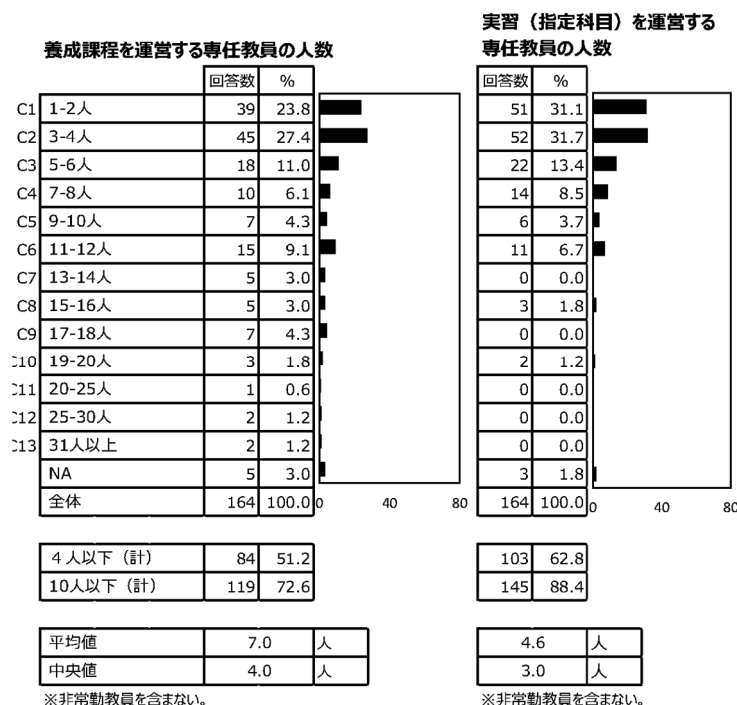 養成課程を運営する専任教員の人数
実習(指定科目)を運営する
専任教員の人数
回答数 % 回答数 %
C1 1-2人 39 23.8 51 31.1
C2 3-4人 45 27.4 52 31.7
C3 5-6人 18 11.0 22 13.4
C4 7-8人 10 6.1 14 8.5
C5 9-10人 7 4.3 6 3.7
C6 11-12人 15 9.1 11 6.7
C7 13-14人 5 3.0 0 0.0
C8 15-16人 5 3.0 3 1.8
C9 17-18人 7 4.3 0 0.0
C10 19-20人 3 1.8 2 1.2
C11 20-25人 1 0.6 0 0.0
C12 25-30人 2 1.2 0 0.0
C13 31人以上 2 1.2 0 0.0
NA 5 3.0 3 1.8
全体 164 100.0 0 40 80 164 100.0 0 40 80
4人以下(計) 84 51.2 103 62.8
10人以下(計) 119 72.6 145 88.4
平均値 7.0 人 4.6 人
中央値 4.0 人 3.0 人
※非常勤教員を含まない。 ※非常勤教員を含まない。